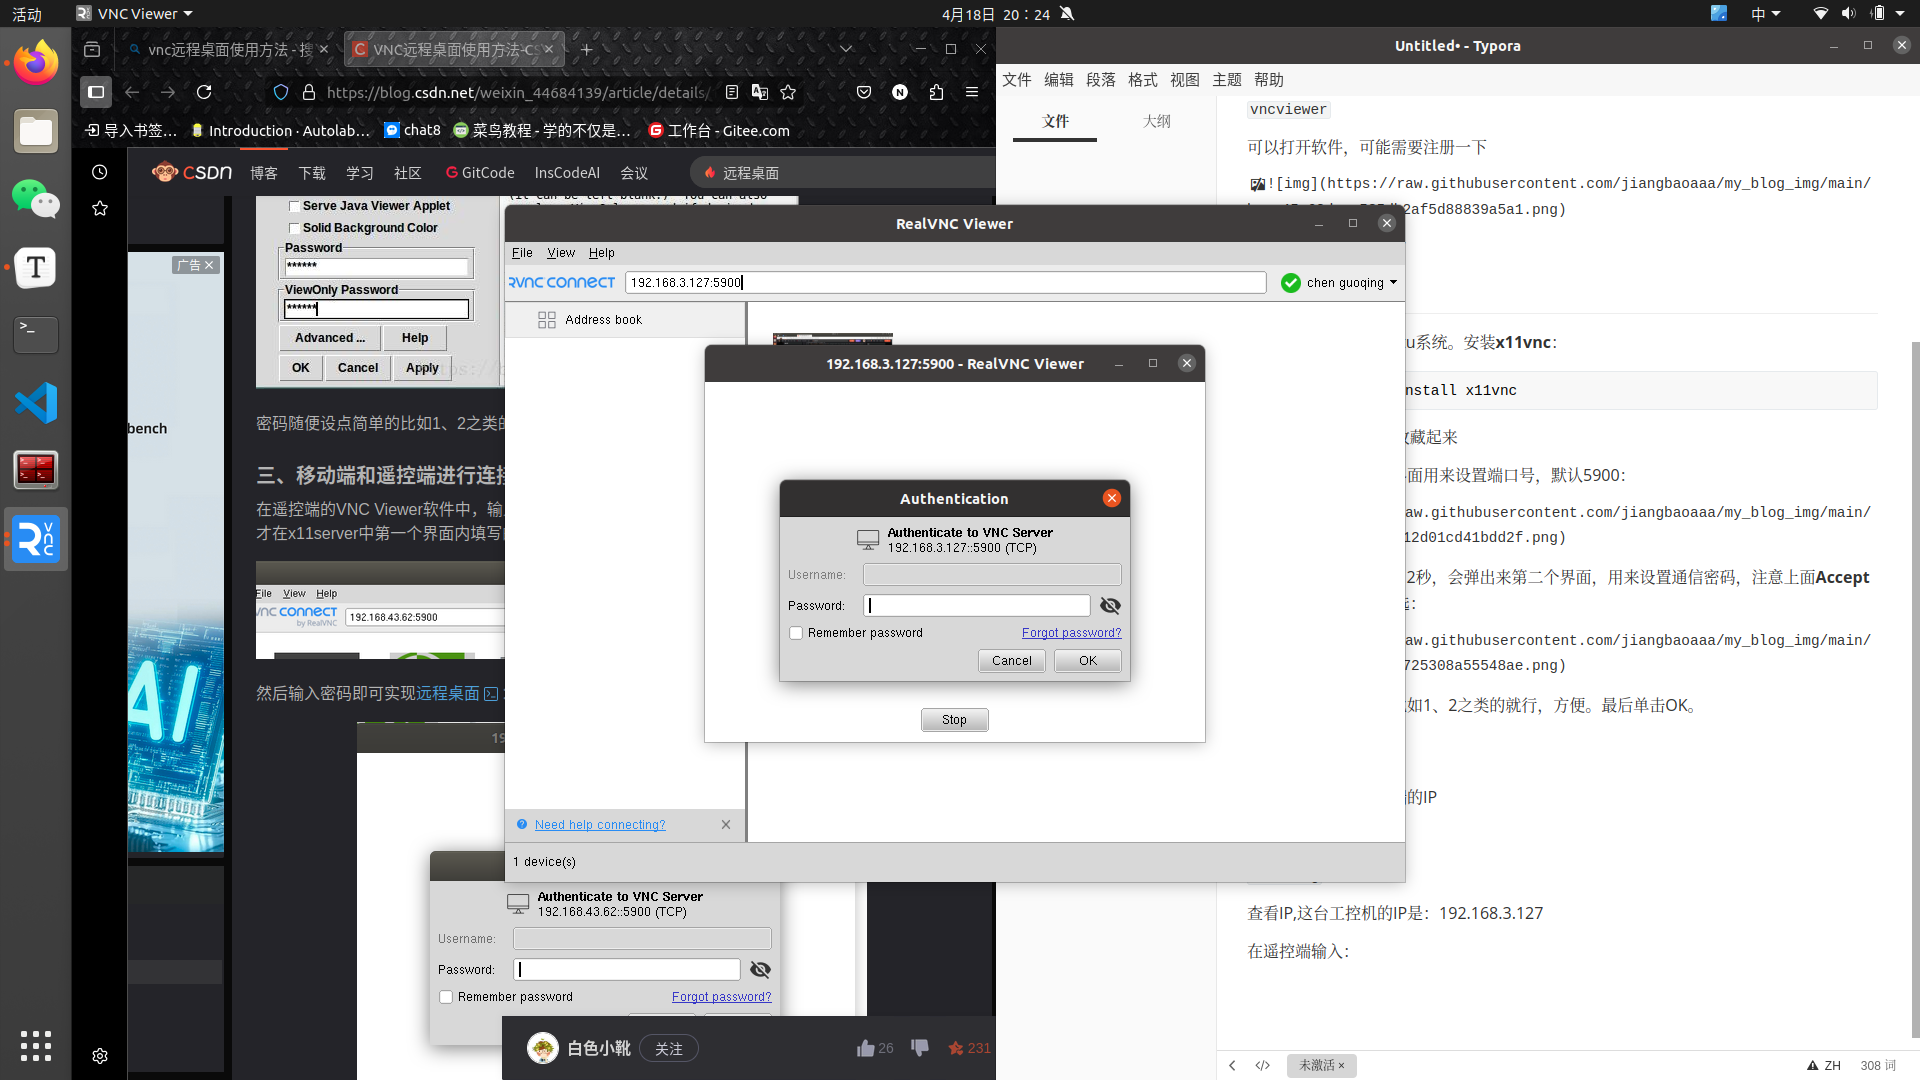 活动
VNC Viewer
4月18日 20：24
中
vnc远程桌面使用方法 - 搜
VNC远程桌面使用方法-CS
https://blog.csdn.net/weixin_44684139/article/details/
导入书签…
Introduction · Autolab…
chat8
菜鸟教程 - 学的不仅是…
工作台 - Gitee.com
CSDN
博客
下载
学习
社区
GitCode
InsCodeAI
会议
远程桌面
广告
bench
Serve Java Viewer Applet
Solid Background Color
Password
******
ViewOnly Password
******
Advanced ...
Help
OK
Cancel
Apply
密码随便设点简单的比如1、2之类的
三、移动端和遥控端进行连接
在遥控端的VNC Viewer软件中，输
才在x11server中第一个界面内填写
File View Help
VNC CONNECT
by RealVNC
192.168.43.62:5900
然后输入密码即可实现远程桌面
Authenticate to VNC Server
192.168.43.62::5900 (TCP)
Username:
Password:
Remember password
Forgot password?
白色小靴
关注
26
231
RealVNC Viewer
File View Help
RVNC CONNECT
192.168.3.127:5900
chen guoqing
Address book
192.168.3.127:5900 - RealVNC Viewer
Authentication
Authenticate to VNC Server
192.168.3.127::5900 (TCP)
Username:
Password:
Remember password
Forgot password?
Cancel
OK
Stop
Need help connecting?
1 device(s)
Untitled• - Typora
文件 编辑 段落 格式 视图 主题 帮助
文件
大纲
vncviewer
可以打开软件，可能需要注册一下
![img](https://raw.githubusercontent.com/jiangbaoaaa/my_blog_img/main/
2af5d88839a5a1.png)
u系统。安装x11vnc：
nstall x11vnc
收藏起来
面用来设置端口号，默认5900：
aw.githubusercontent.com/jiangbaoaaa/my_blog_img/main/
12d01cd41bdd2f.png)
2秒，会弹出来第二个界面，用来设置通信密码，注意上面Accept
aw.githubusercontent.com/jiangbaoaaa/my_blog_img/main/
725308a55548ae.png)
如1、2之类的就行，方便。最后单击OK。
的IP
查看IP,这台工控机的IP是：192.168.3.127
在遥控端输入：
未激活 ×
ZH
308 词